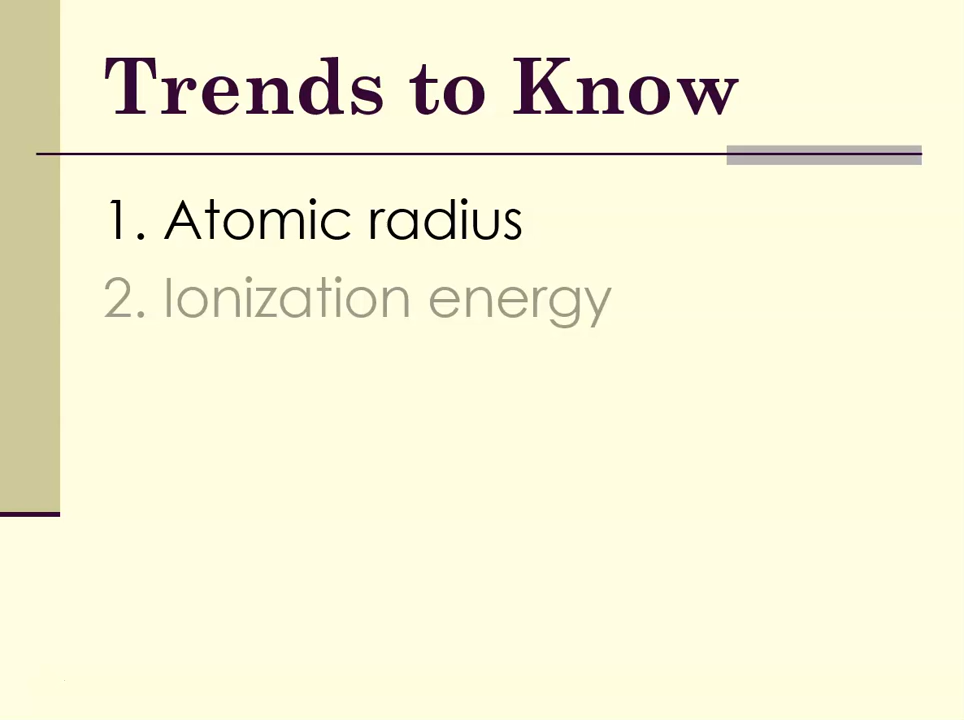 Trends to Know
1. Atomic radius
2. Ionization energy